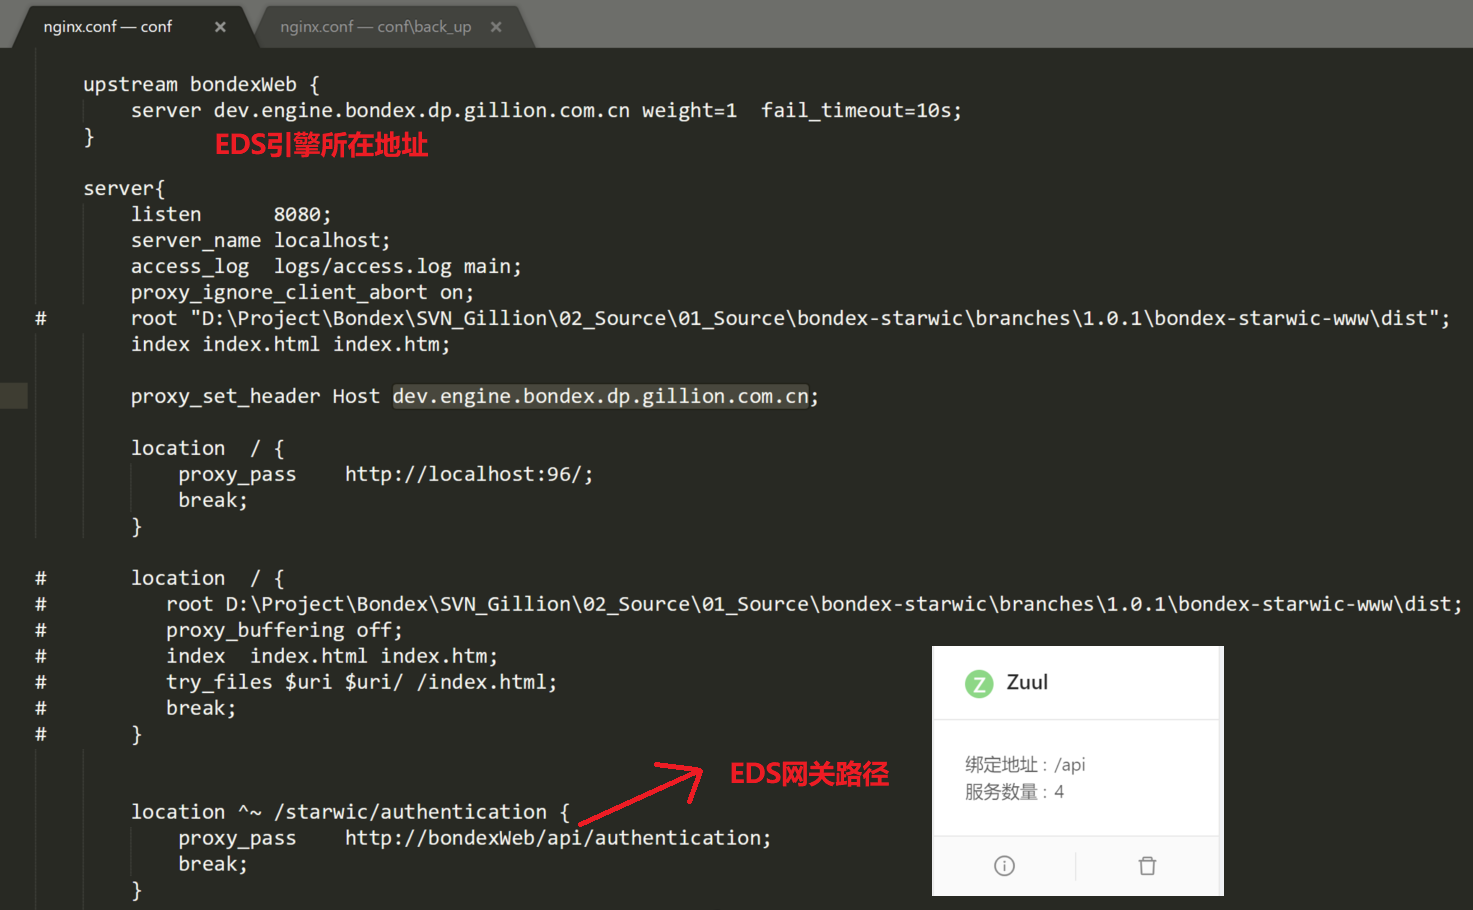 nginx.conf — conf ×
nginx.conf — conf\back_up ×
upstream bondexWeb {
server dev.engine.bondex.dp.gillion.com.cn weight=1 fail_timeout=10s;
}
EDS引擎所在地址
server{
listen 8080;
server_name localhost;
access_log logs/access.log main;
proxy_ignore_client_abort on;
# root "D:\Project\Bondex\SVN_Gillion\02_Source\01_Source\bondex-starwic\branches\1.0.1\bondex-starwic-www\dist";
index index.html index.htm;
proxy_set_header Host dev.engine.bondex.dp.gillion.com.cn;
location / {
proxy_pass http://localhost:96/;
break;
}
# location / {
# root D:\Project\Bondex\SVN_Gillion\02_Source\01_Source\bondex-starwic\branches\1.0.1\bondex-starwic-www\dist;
# proxy_buffering off;
# index index.html index.htm;
# try_files $uri $uri/ /index.html;
# break;
# }
Z Zuul
绑定地址 : /api
服务数量 : 4
EDS网关路径
location ^~ /starwic/authentication {
proxy_pass http://bondexWeb/api/authentication;
break;
}